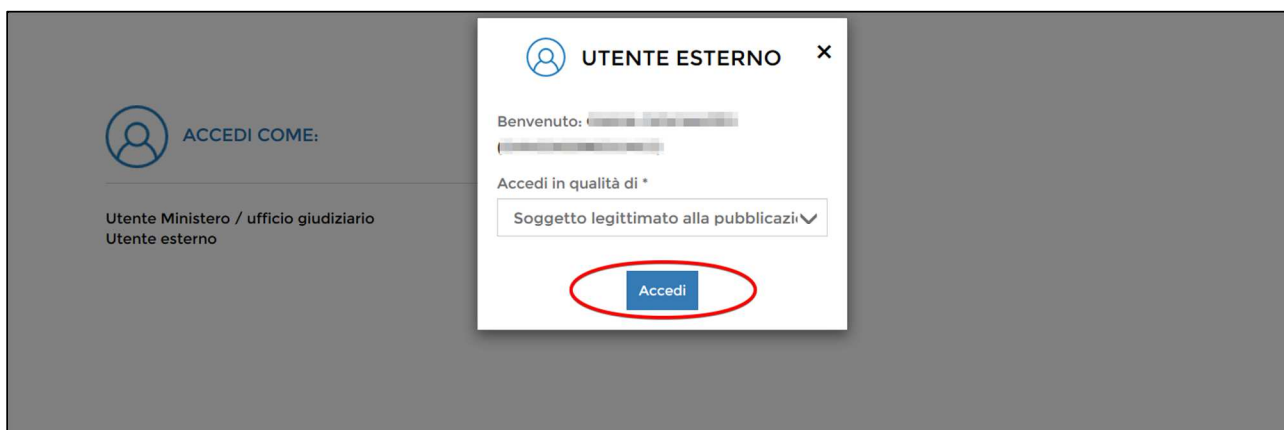 UTENTE ESTERNO
Benvenuto:
ACCEDI COME:
Accedi in qualità di *
Soggetto legittimato alla pubblicazi
Utente Ministero / ufficio giudiziario
Utente esterno
Accedi